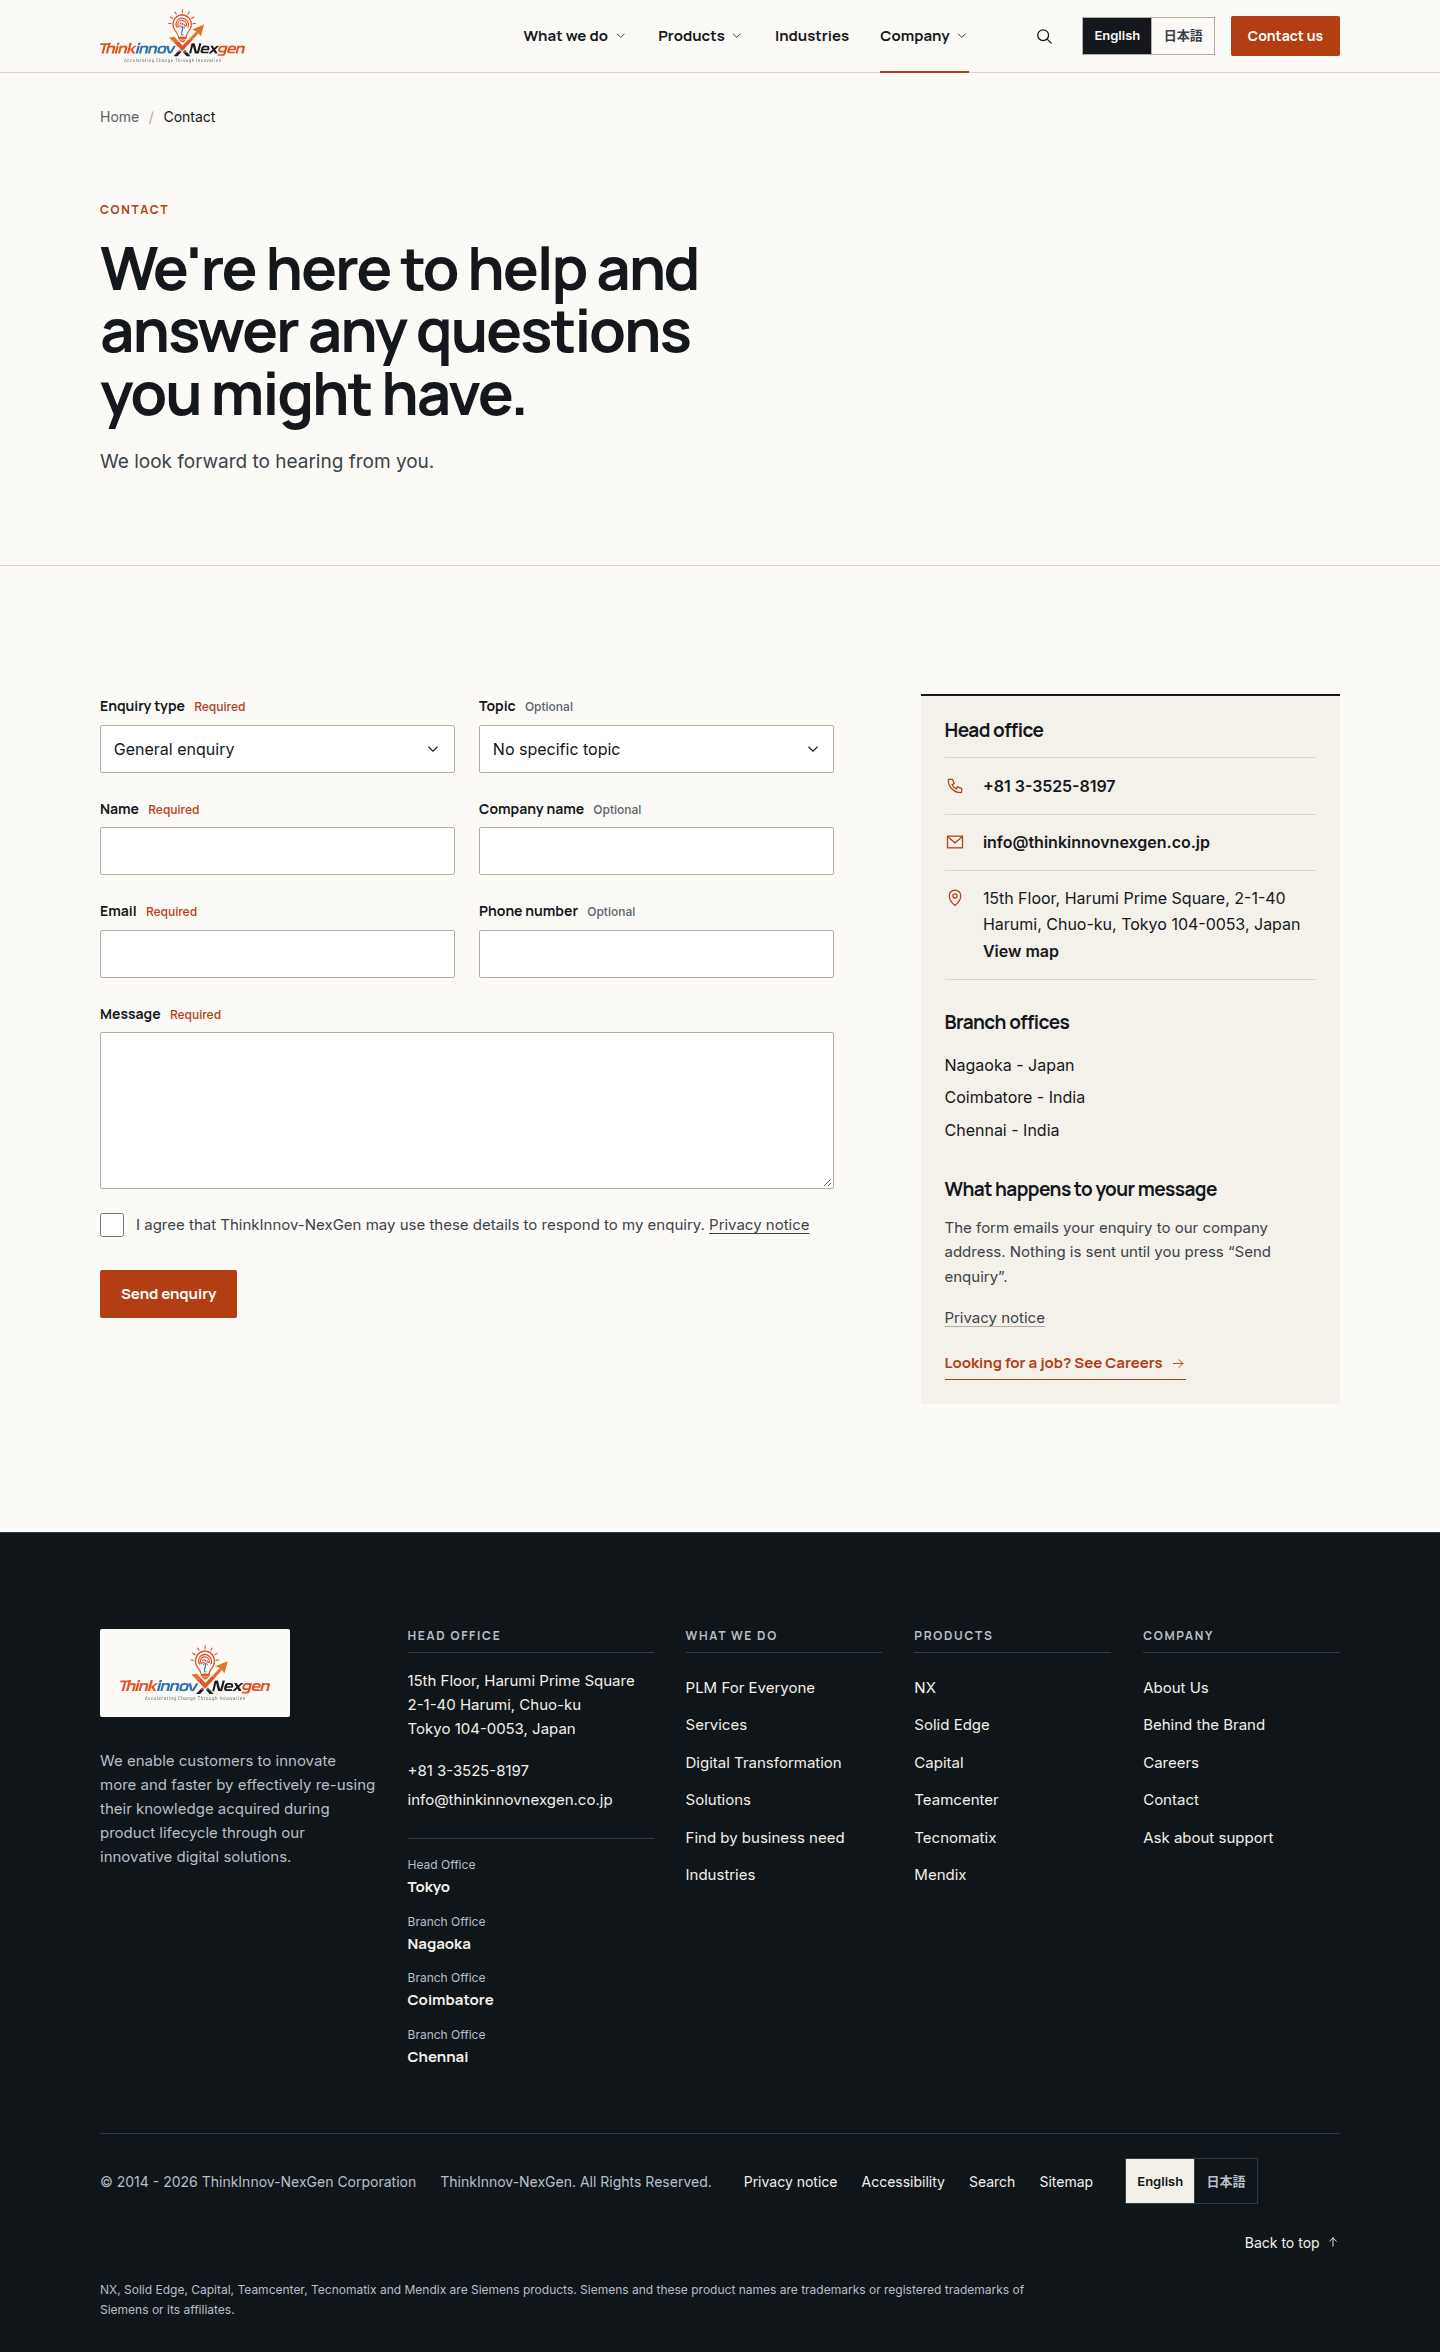 ThinkinnovXNexgen
Accelerating Change Through Innovation
What we do
Products
Industries
Company
English
日本語
Contact us
Home / Contact
CONTACT
We're here to help and
answer any questions
you might have.
We look forward to hearing from you.
Enquiry type Required
Topic Optional
General enquiry
No specific topic
Name Required
Company name Optional
Email Required
Phone number Optional
Message Required
I agree that ThinkInnov-NexGen may use these details to respond to my enquiry. Privacy notice
Send enquiry
Head office
+81 3-3525-8197
info@thinkinnovnexgen.co.jp
15th Floor, Harumi Prime Square, 2-1-40
Harumi, Chuo-ku, Tokyo 104-0053, Japan
View map
Branch offices
Nagaoka - Japan
Coimbatore - India
Chennai - India
What happens to your message
The form emails your enquiry to our company
address. Nothing is sent until you press “Send
enquiry”.
Privacy notice
Looking for a job? See Careers →
ThinkinnovXNexgen
Accelerating Change Through Innovation
We enable customers to innovate
more and faster by effectively re-using
their knowledge acquired during
product lifecycle through our
innovative digital solutions.
HEAD OFFICE
15th Floor, Harumi Prime Square
2-1-40 Harumi, Chuo-ku
Tokyo 104-0053, Japan
+81 3-3525-8197
info@thinkinnovnexgen.co.jp
Head Office
Tokyo
Branch Office
Nagaoka
Branch Office
Coimbatore
Branch Office
Chennai
WHAT WE DO
PLM For Everyone
Services
Digital Transformation
Solutions
Find by business need
Industries
PRODUCTS
NX
Solid Edge
Capital
Teamcenter
Tecnomatix
Mendix
COMPANY
About Us
Behind the Brand
Careers
Contact
Ask about support
© 2014 - 2026 ThinkInnov-NexGen Corporation
ThinkInnov-NexGen. All Rights Reserved.
Privacy notice
Accessibility
Search
Sitemap
English
日本語
Back to top ↑
NX, Solid Edge, Capital, Teamcenter, Tecnomatix and Mendix are Siemens products. Siemens and these product names are trademarks or registered trademarks of
Siemens or its affiliates.